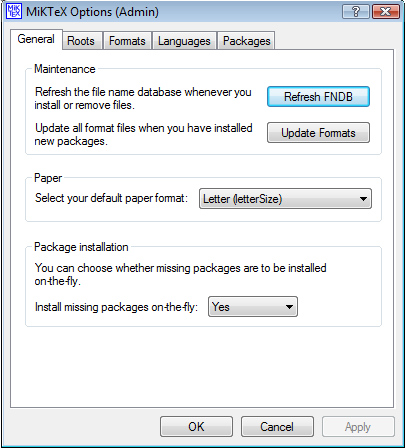 MiKTeX Options (Admin)
General Roots Formats Languages Packages
Maintenance
Refresh the file name database whenever you
install or remove files.
Refresh FNDB
Update all format files when you have installed
new packages.
Update Formats
Paper
Select your default paper format: Letter (letterSize)
Package installation
You can choose whether missing packages are to be installed
on-the-fly.
Install missing packages on-the-fly: Yes
OK Cancel Apply